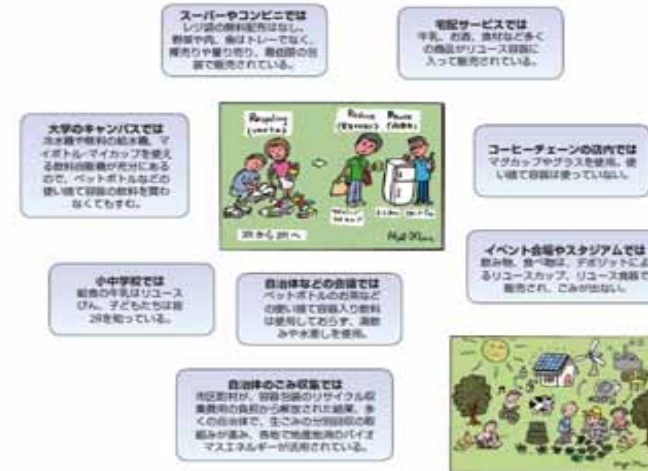 スーパーやコンビニでは
レジ袋の無料配布はなし。
野菜や肉、魚はトレーでなく、
裸売りや量り売り、最低限の包
装で販売されている。
宅配サービスでは
牛乳、お酒、食材など多く
の商品がリユース容器に
入って販売されている。
大学のキャンパスでは
冷水機や無料の給水機、マ
イボトル・マイカップを使え
る飲料自販機が充分にある
ので、ペットボトルなどの
使い捨て容器の飲料を買わ
なくてもすむ。
Recycling
Reduce
Reuse
2Rから
コーヒーチェーンの店内では
マグカップやグラスを使用。使
い捨て容器は使っていない。
イベント会場やスタジアムでは
飲み物、食べ物は、デポジットによ
るリユースカップ、リユース食器で
販売され、ごみが出ない。
小中学校では
給食の牛乳はリユース
びん。子どもたちは皆
2Rを知っている。
自治体などの会議では
ペットボトルのお茶など
の使い捨て容器入り飲料
は使用しておらず、湯飲
みや水差しを使用。
自治体のごみ収集では
市区町村が、容器包装のリサイクル収
集費用の負担から解放された結果、多
くの自治体で、生ごみの分別回収の取
組みが進み、各地で地産地消のバイオ
マスエネルギーが活用されている。